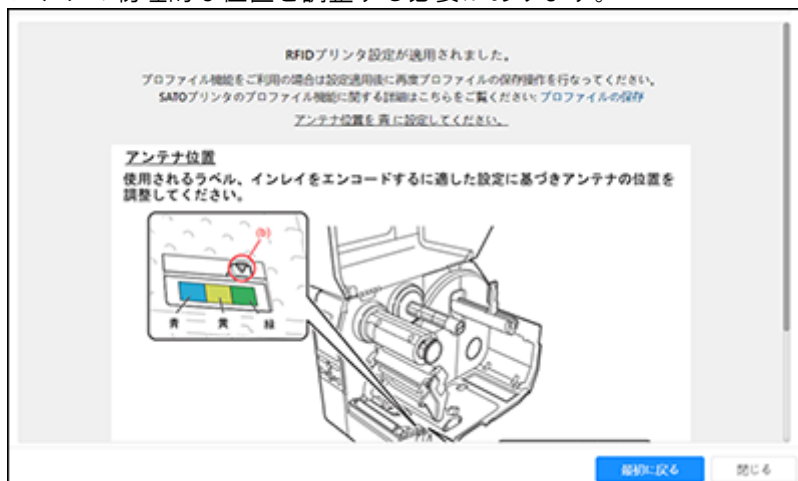 RFIDプリンタ設定が適用されました。
プロファイル機能をご利用の場合は設定適用後に再度プロファイルの保存操作を行なってください。
SATOプリンタのプロファイル機能に関する詳細はこちらをご覧ください: プロファイルの保存
アンテナ位置を 青 に設定してください。
アンテナ位置
使用されるラベル、インレイをエンコードするに適した設定に基づきアンテナの位置を
調整してください。
(b)
青 黄 緑
最初に戻る 閉じる